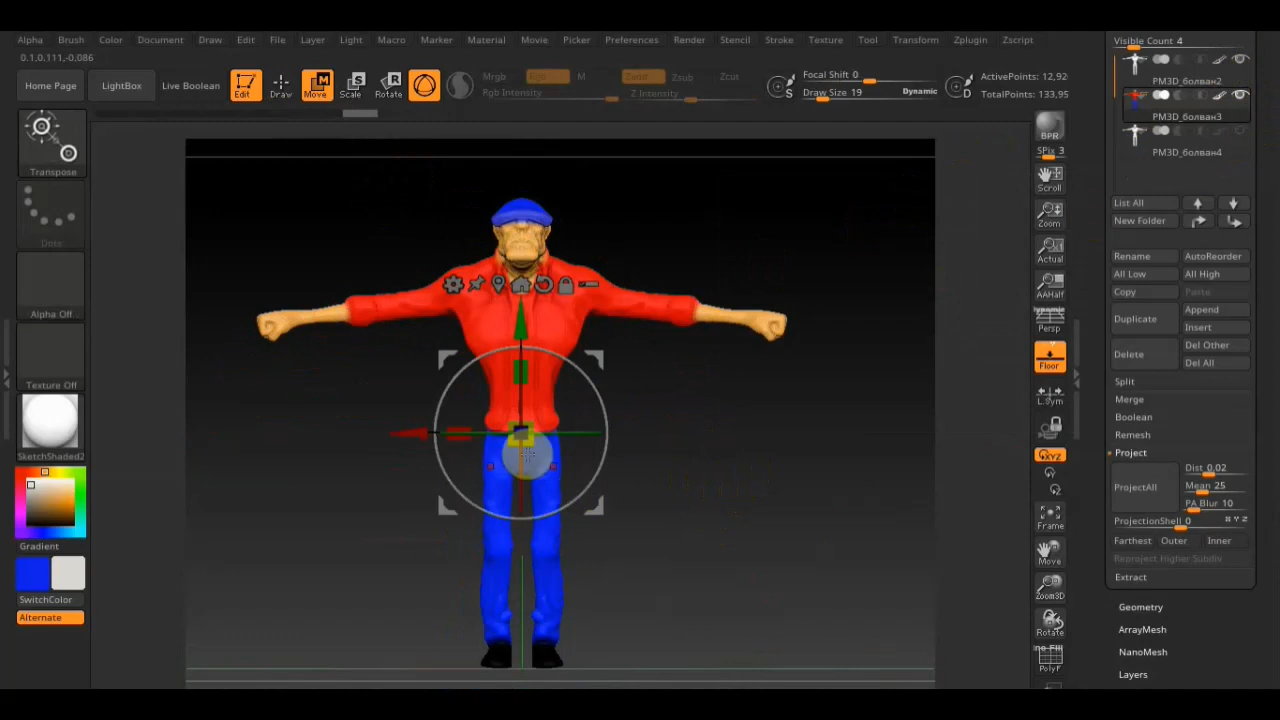 Alpha Brush Color Document Draw Edit File Layer Light Macro Marker Material Movie Picker Preferences Render Stencil Stroke Texture Tool Transform Zplugin Zscript
0.1,0.111,-0.086
Home Page LightBox Live Boolean Edit Draw Move Scale Rotate
Mrgb Rgb M Zadd Zsub Zcut
Rgb Intensity Z Intensity
S Focal Shift 0
Draw Size 19 Dynamic
D ActivePoints: 12,92
TotalPoints: 133,95
Transpose
Dots
Alpha Off
Texture Off
SketchShaded2
Gradient
SwitchColor
Alternate
BPR
SPix 3
Scroll
Zoom
Actual
AAHalf
Dynamic
Persp
Floor
L.Sym
XYZ
Frame
Move
Zoom3D
Rotate
Line Fill
PolyF
Visible Count 4
PM3D_болван2
PM3D_болван3
PM3D_болван4
List All
New Folder
Rename AutoReorder
All Low All High
Copy Paste
Duplicate Append
Insert
Delete Del Other
Del All
Split
Merge
Boolean
Remesh
Project
ProjectAll Dist 0.02
Mean 25
PA Blur 10
ProjectionShell 0 X Y Z
Farthest Outer Inner
Reproject Higher Subdiv
Extract
Geometry
ArrayMesh
NanoMesh
Layers